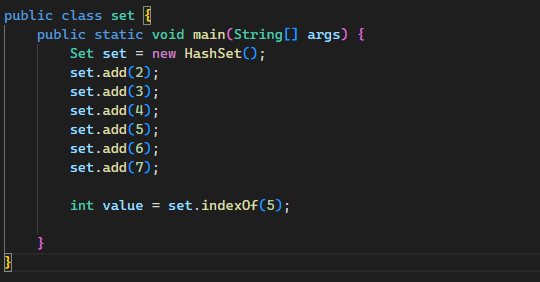 public class set {
    public static void main(String[] args) {
        Set set = new HashSet();
        set.add(2);
        set.add(3);
        set.add(4);
        set.add(5);
        set.add(6);
        set.add(7);
        int value = set.indexOf(5);
    }
}